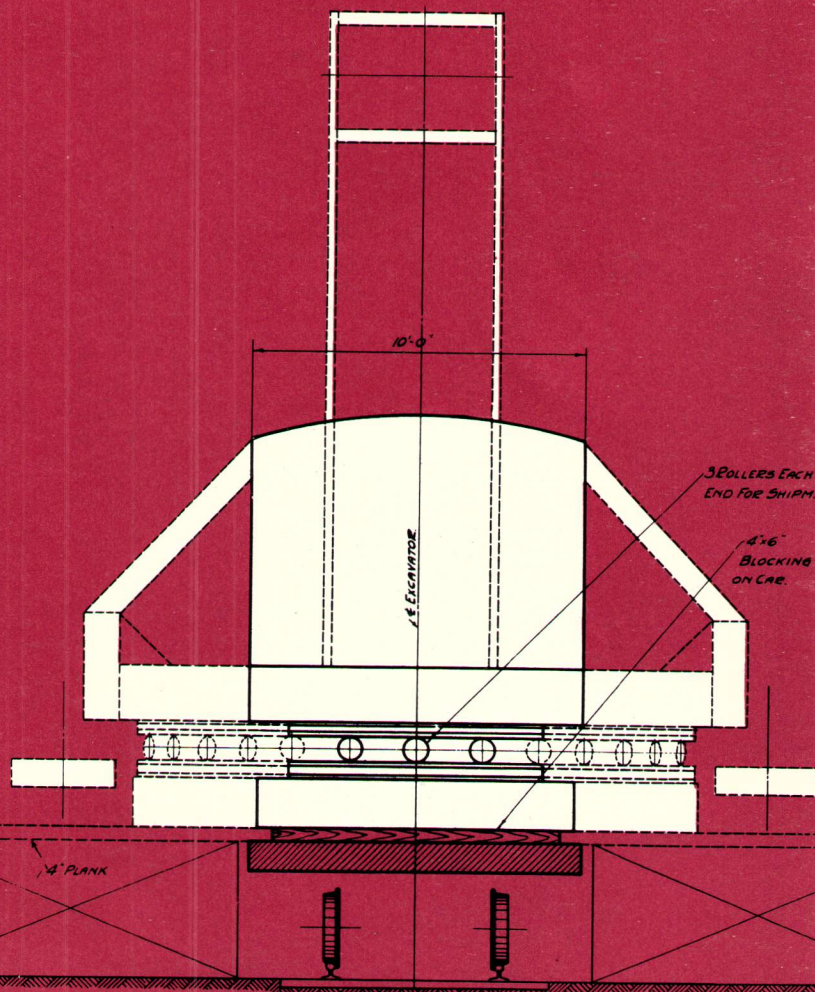 10'-0"
3 ROLLERS EACH
END FOR SHIPM.
4"x6"
BLOCKING
ON CAR.
℄ EXCAVATOR
4" PLANK